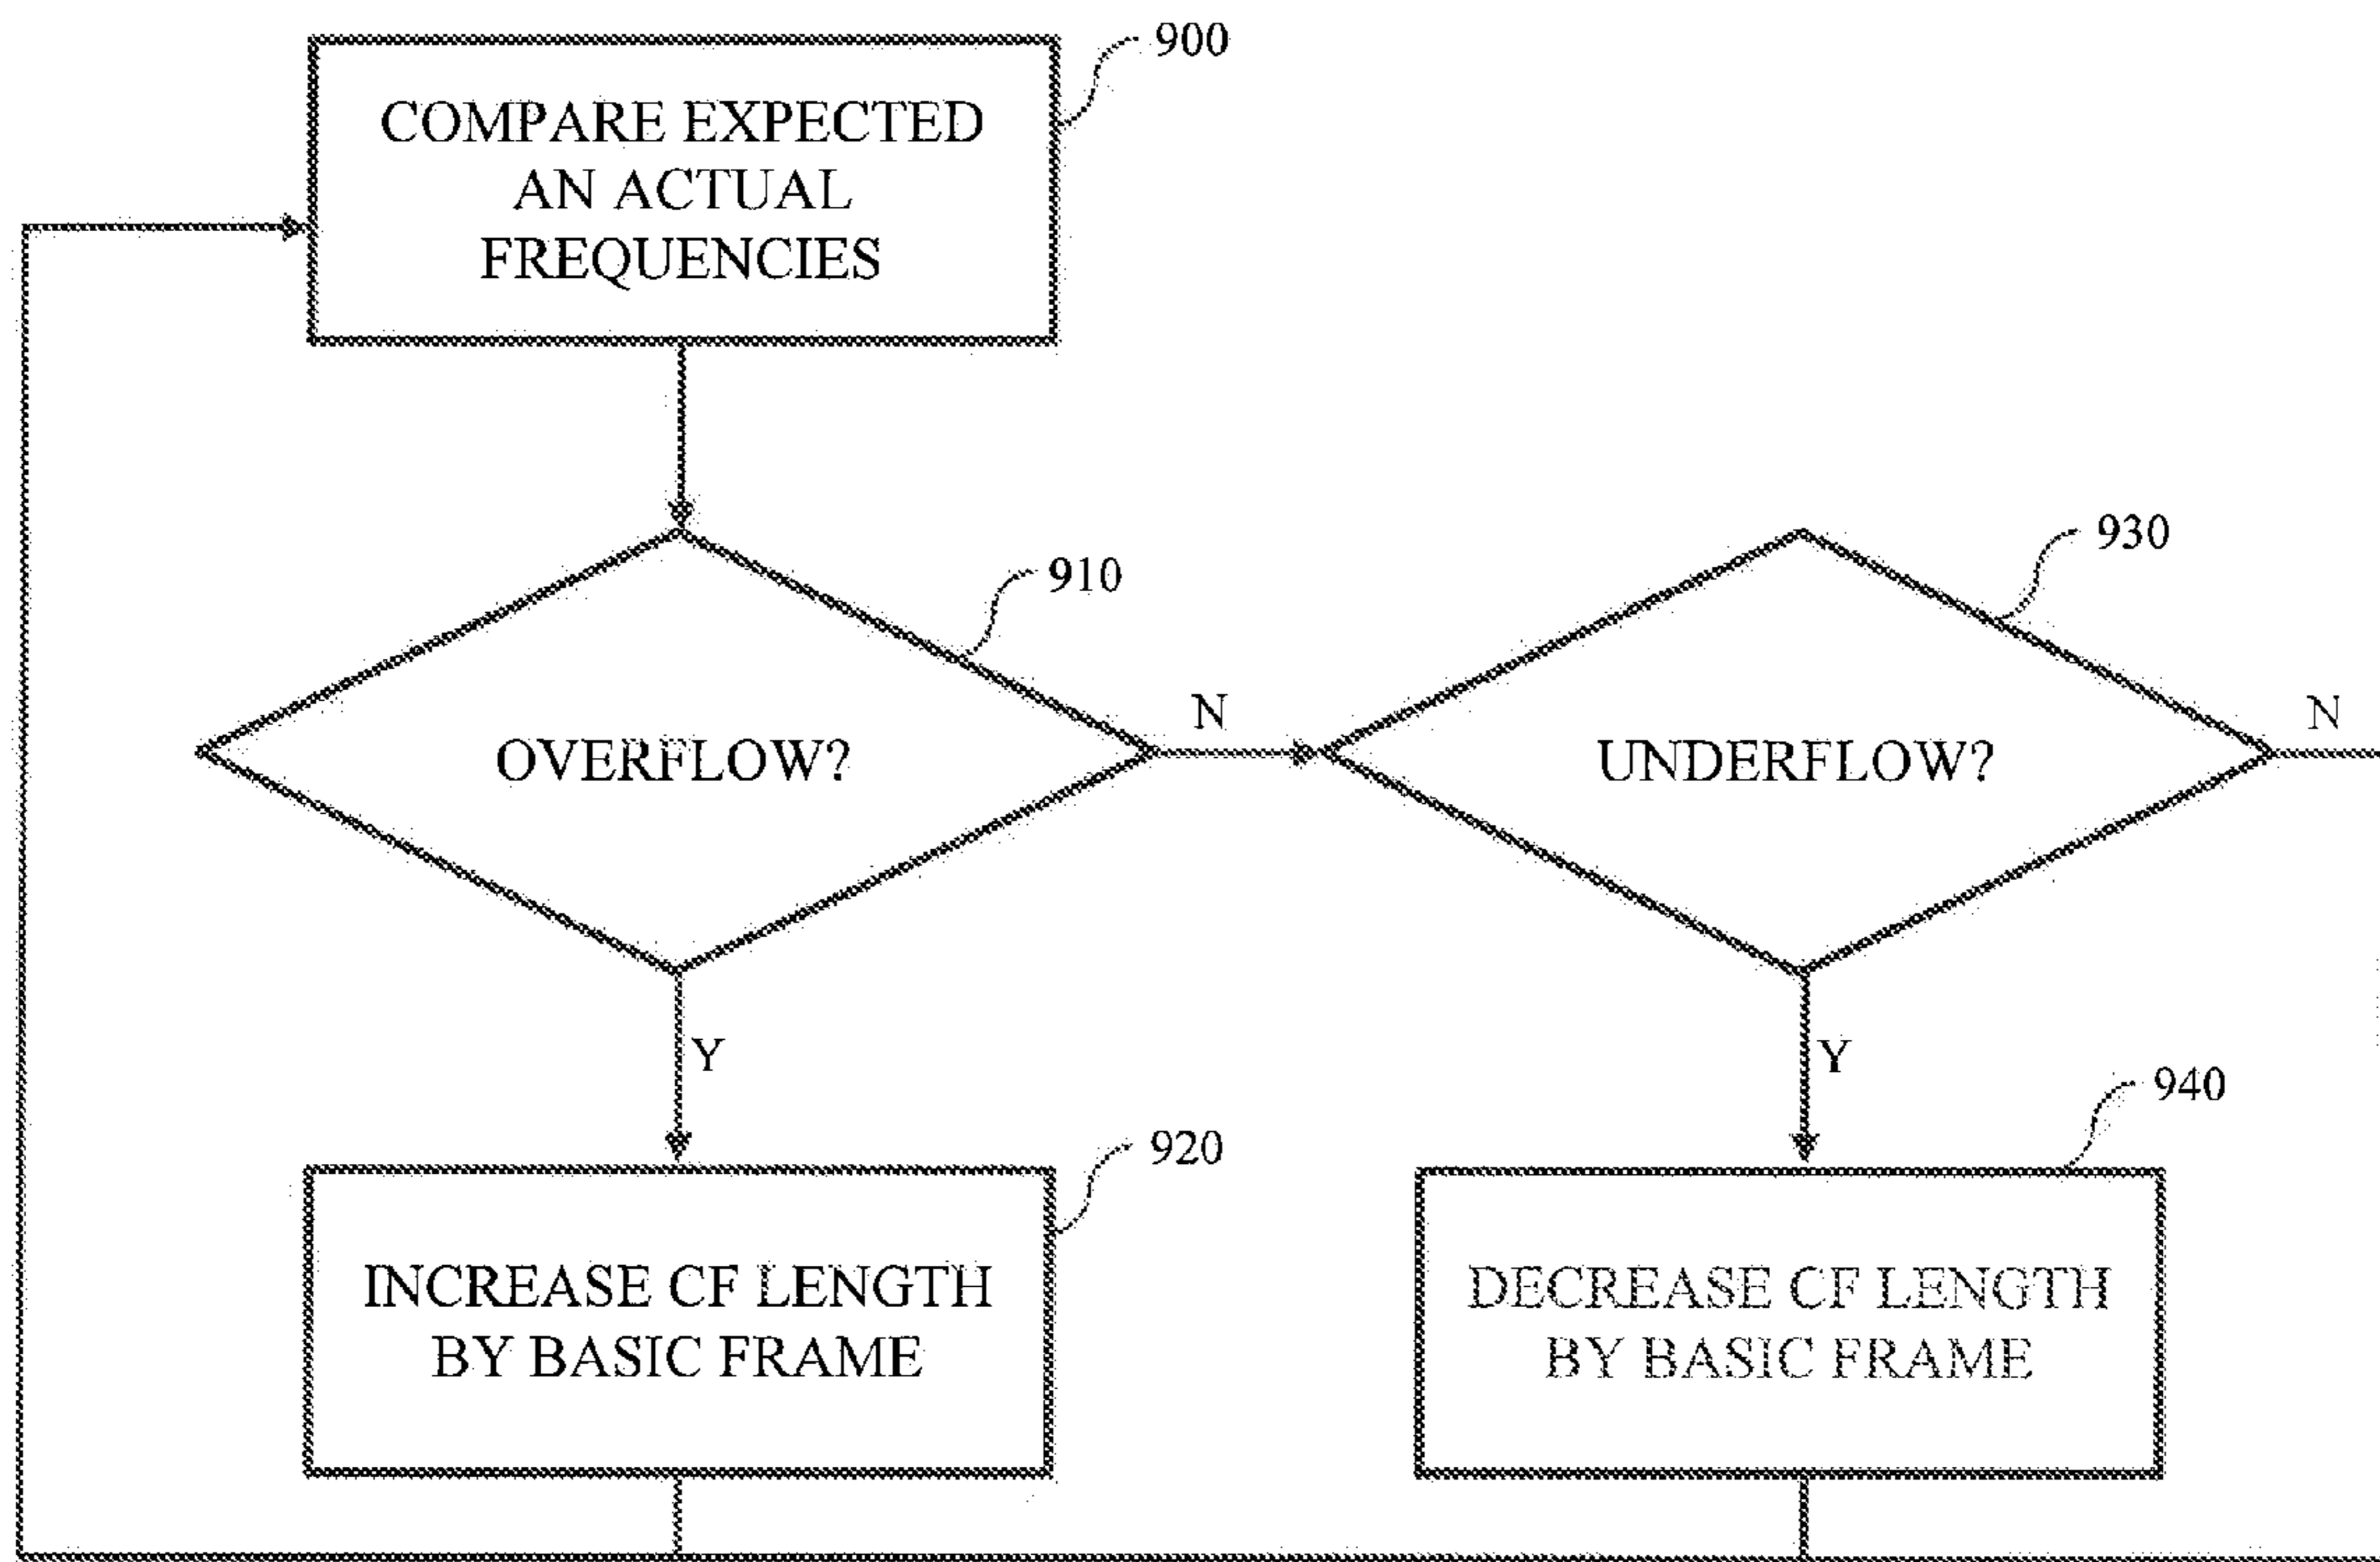 900
COMPARE EXPECTED
AN ACTUAL
FREQUENCIES
910
930
OVERFLOW?
N
UNDERFLOW?
N
Y
Y
920
940
INCREASE CF LENGTH
BY BASIC FRAME
DECREASE CF LENGTH
BY BASIC FRAME